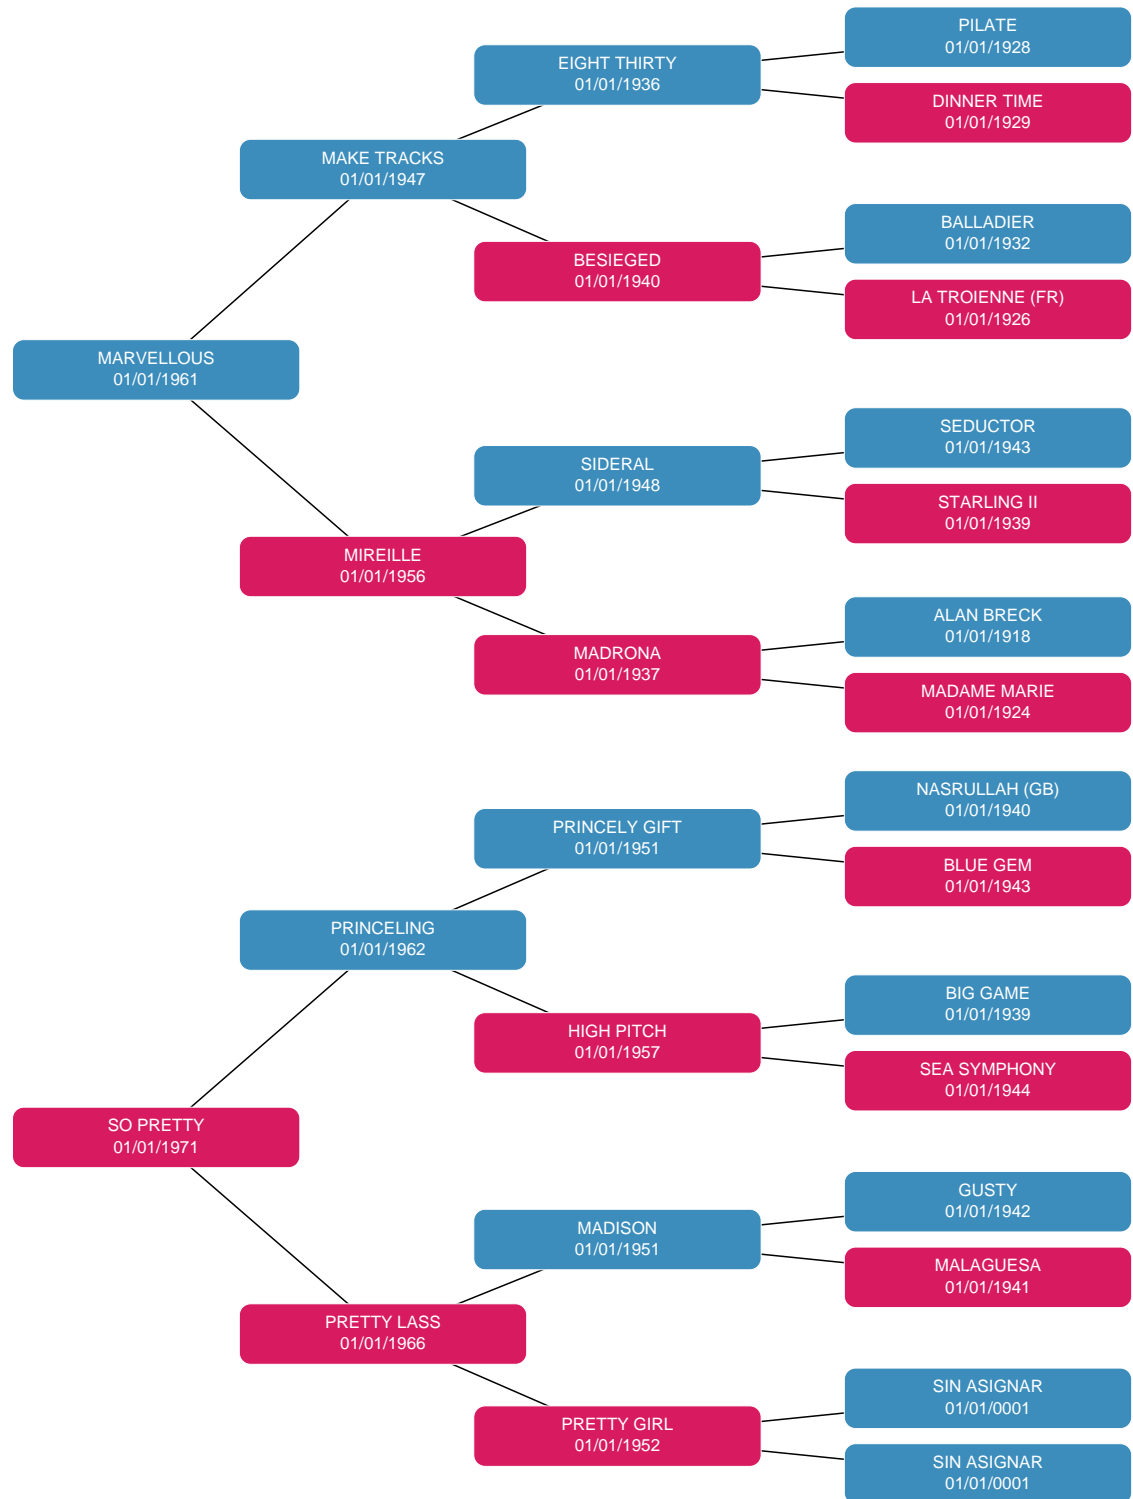 PILATE
01/01/1928
EIGHT THIRTY
01/01/1936
DINNER TIME
01/01/1929
MAKE TRACKS
01/01/1947
BALLADIER
01/01/1932
BESIEGED
01/01/1940
LA TROIENNE (FR)
01/01/1926
MARVELLOUS
01/01/1961
SEDUCTOR
01/01/1943
SIDERAL
01/01/1948
STARLING II
01/01/1939
MIREILLE
01/01/1956
ALAN BRECK
01/01/1918
MADRONA
01/01/1937
MADAME MARIE
01/01/1924
NASRULLAH (GB)
01/01/1940
PRINCELY GIFT
01/01/1951
BLUE GEM
01/01/1943
PRINCELING
01/01/1962
BIG GAME
01/01/1939
HIGH PITCH
01/01/1957
SEA SYMPHONY
01/01/1944
SO PRETTY
01/01/1971
GUSTY
01/01/1942
MADISON
01/01/1951
MALAGUESA
01/01/1941
PRETTY LASS
01/01/1966
SIN ASIGNAR
01/01/0001
PRETTY GIRL
01/01/1952
SIN ASIGNAR
01/01/0001